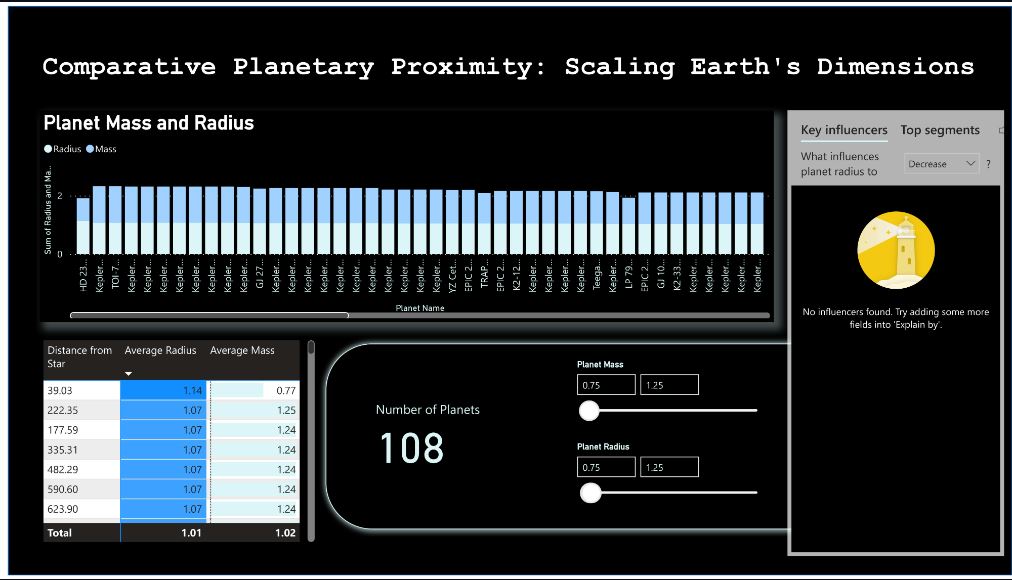 Comparative Planetary Proximity: Scaling Earth's Dimensions
Planet Mass and Radius
Radius Mass
Sum of Radius and Ma...
2
0
HD 23...
Kepler...
TOI-7...
Kepler...
Kepler...
Kepler...
Kepler...
Kepler...
Kepler...
Kepler...
Kepler...
GJ 27...
Kepler...
Kepler...
Kepler...
Kepler...
Kepler...
Kepler...
Kepler...
Kepler...
Kepler...
Kepler...
Kepler...
YZ Cet...
EPIC 2...
TRAP...
EPIC 2...
K2-12...
Kepler...
Kepler...
Kepler...
Kepler...
Teega...
Kepler...
LP 79...
EPIC 2...
GJ 10...
K2-33...
Kepler...
Kepler...
Kepler...
Kepler...
Kepler...
Planet Name
Key influencers Top segments
What influences
planet radius to
Decrease
?
No influencers found. Try adding some more
fields into 'Explain by'.
Distance from
Star
Average Radius Average Mass
39.03 1.14 0.77
222.35 1.07 1.25
177.59 1.07 1.24
335.31 1.07 1.24
482.29 1.07 1.24
590.60 1.07 1.24
623.90 1.07 1.24
Total 1.01 1.02
Number of Planets
108
Planet Mass
0.75 1.25
Planet Radius
0.75 1.25